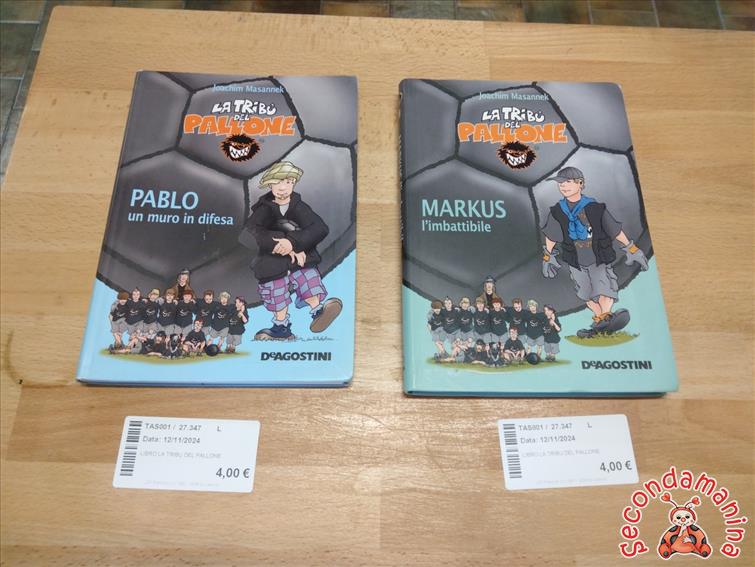 Joachim Masannek
LA TRIBÙ
DEL
PALLONE
PABLO
un muro in difesa
DeAGOSTINI
Joachim Masannek
LA TRIBÙ
DEL
PALLONE
MARKUS
l'imbattibile
DeAGOSTINI
TAS001 / 27.347 L
Data: 12/11/2024
LIBRO LA TRIBU DEL PALLONE
4,00 €
TAS001 / 27.347 L
Data: 12/11/2024
LIBRO LA TRIBU DEL PALLONE
4,00 €
Secondamanina